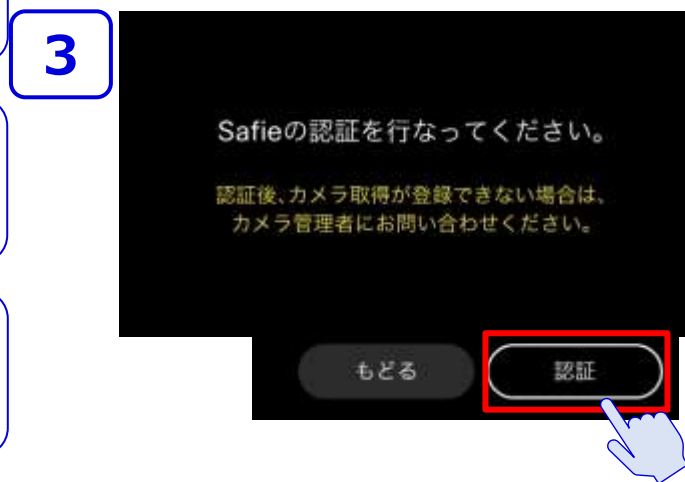 3
Safieの認証を行なってください。
認証後、カメラ取得が登録できない場合は、
カメラ管理者にお問い合わせください。
もどる
認証